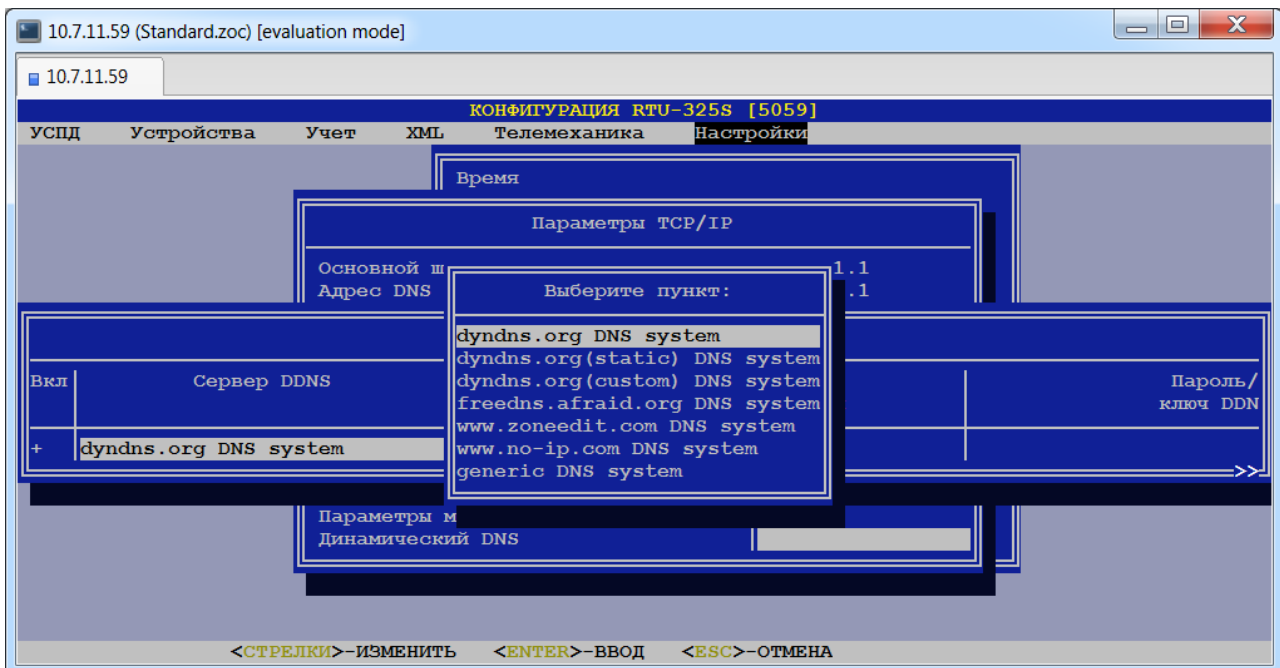 10.7.11.59 (Standard.zoc) [evaluation mode]
10.7.11.59
КОНФИГУРАЦИЯ RTU-325S [5059]
УСПД Устройства Учет XML Телемеханика Настройки
Время
Параметры TCP/IP
Основной ш 1.1
Адрес DNS .1
Выберите пункт:
dyndns.org DNS system
dyndns.org(static) DNS system
dyndns.org(custom) DNS system
freedns.afraid.org DNS system
www.zoneedit.com DNS system
www.no-ip.com DNS system
generic DNS system
Вкл Сервер DDNS Пароль/
ключ DDN
+ dyndns.org DNS system
>>
Параметры м
Динамический DNS
<СТРЕЛКИ>-ИЗМЕНИТЬ <ENTER>-ВВОД <ESC>-ОТМЕНА